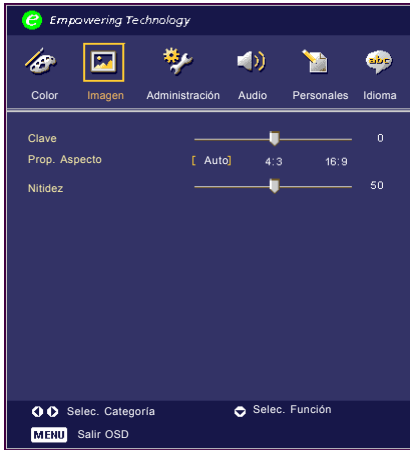 e Empowering Technology
abc
Color Imagen Administración Audio Personales Idioma
Clave 0
Prop. Aspecto [ Auto] 4:3 16:9
Nitidez 50
Selec. Categoría Selec. Función
MENU Salir OSD